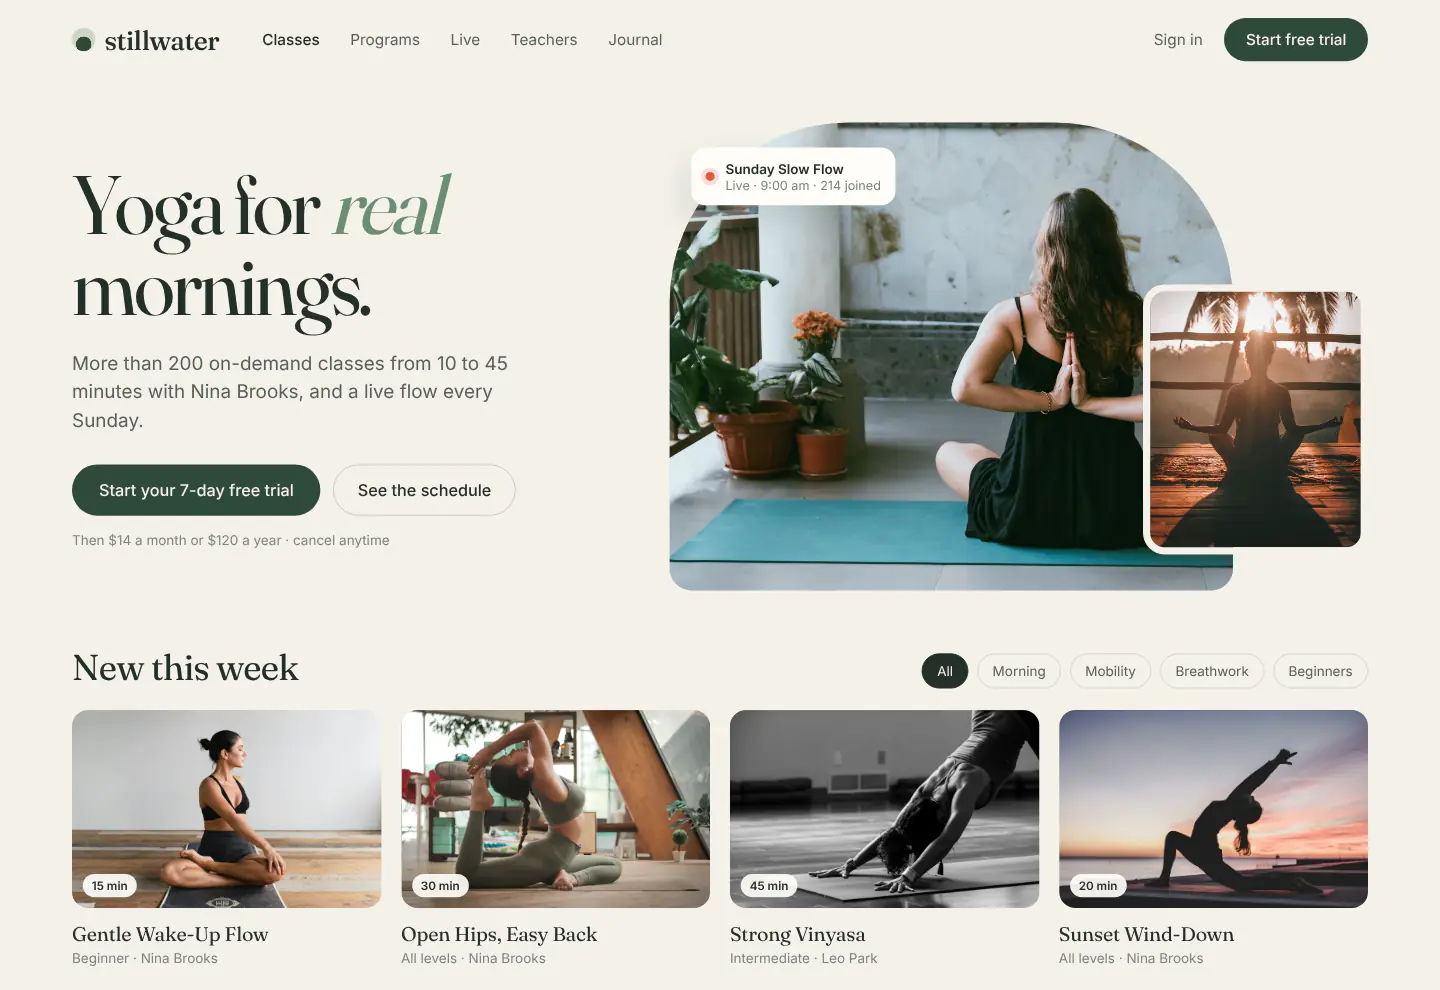 stillwater
Classes
Programs
Live
Teachers
Journal
Sign in
Start free trial
Yoga for real
mornings.
More than 200 on-demand classes from 10 to 45
minutes with Nina Brooks, and a live flow every
Sunday.
Start your 7-day free trial
See the schedule
Then $14 a month or $120 a year · cancel anytime
Sunday Slow Flow
Live · 9:00 am · 214 joined
New this week
All
Morning
Mobility
Breathwork
Beginners
15 min
Gentle Wake-Up Flow
Beginner · Nina Brooks
30 min
Open Hips, Easy Back
All levels · Nina Brooks
45 min
Strong Vinyasa
Intermediate · Leo Park
20 min
Sunset Wind-Down
All levels · Nina Brooks